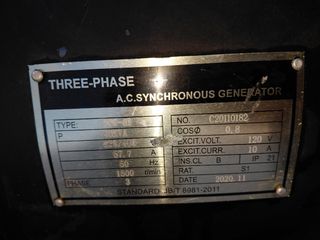 THREE-PHASE
A.C.SYNCHRONOUS GENERATOR
TYPE: NO. C20110182
P COSØ 0.8
EXCIT.VOLT. 120 V
A EXCIT.CURR. 10 A
50 Hz INS.CL B IP 21
1500 r/min RAT. S1
PHASE 3 DATE 2020.11
STANDARD JB/T 8981-2011